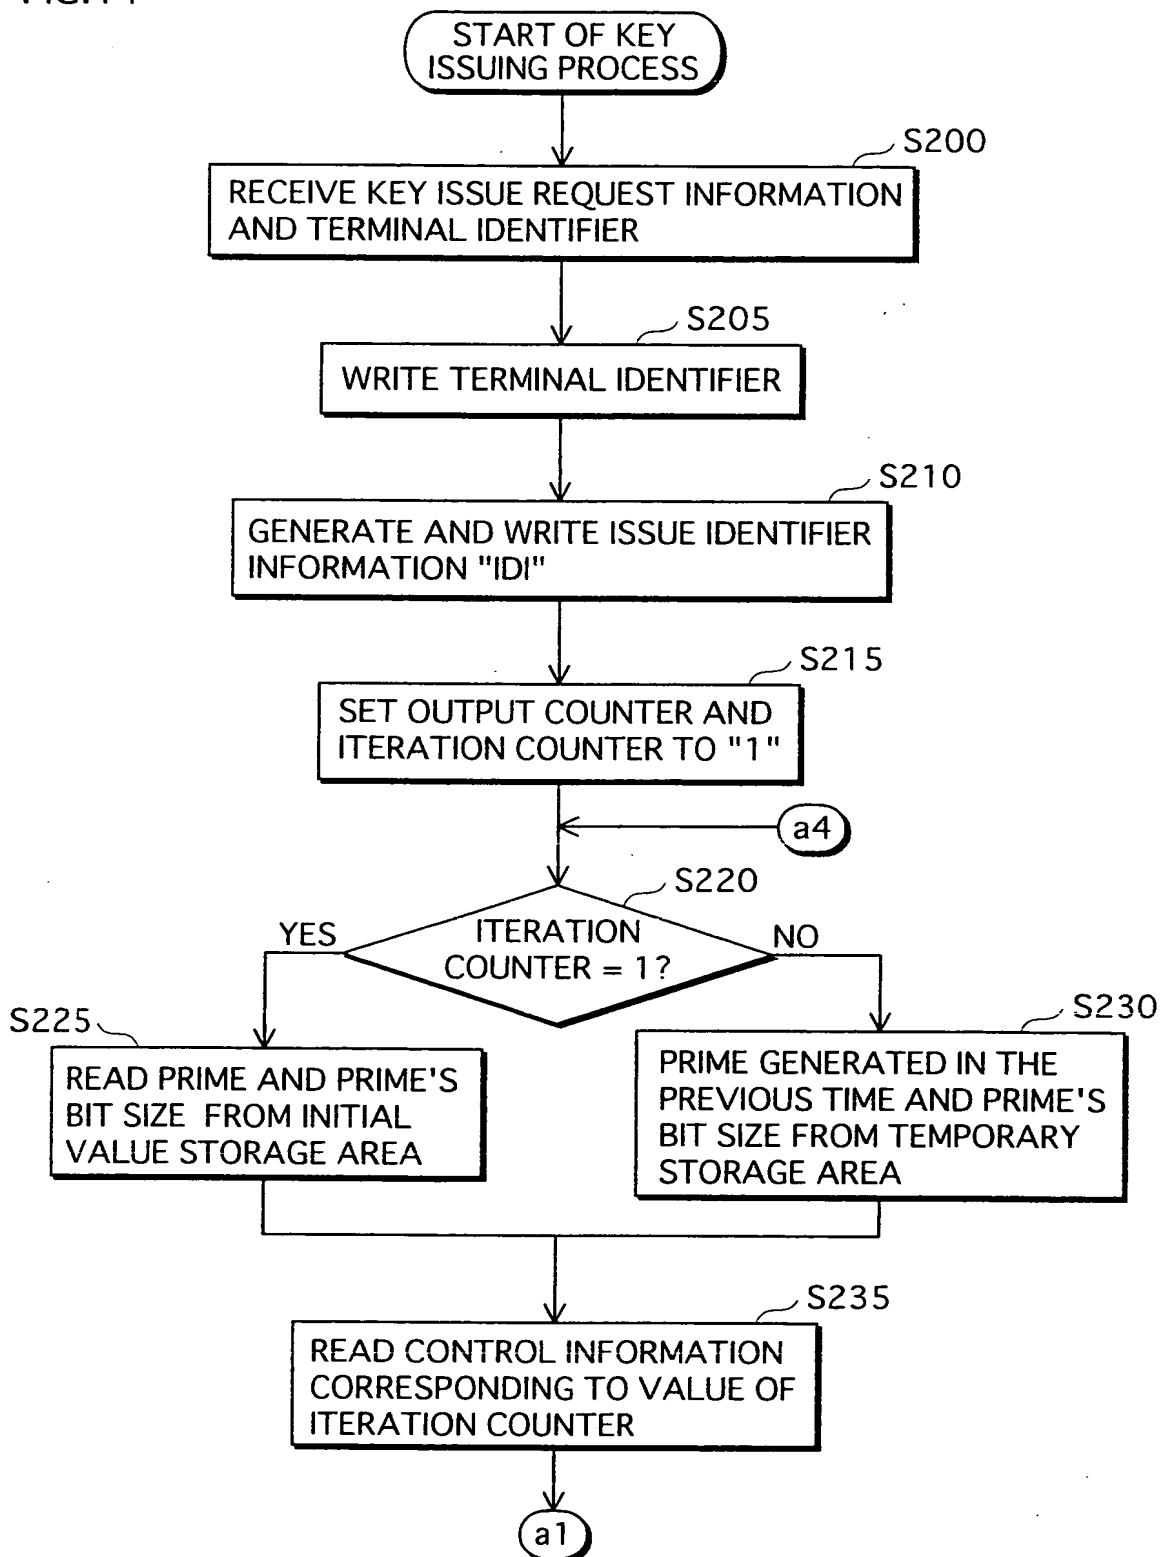 START OF KEY
ISSUING PROCESS
S200
RECEIVE KEY ISSUE REQUEST INFORMATION
AND TERMINAL IDENTIFIER
S205
WRITE TERMINAL IDENTIFIER
S210
GENERATE AND WRITE ISSUE IDENTIFIER
INFORMATION "IDI"
S215
SET OUTPUT COUNTER AND
ITERATION COUNTER TO "1"
a4
S220
YES
ITERATION
COUNTER = 1?
NO
S225
READ PRIME AND PRIME'S
BIT SIZE FROM INITIAL
VALUE STORAGE AREA
S230
PRIME GENERATED IN THE
PREVIOUS TIME AND PRIME'S
BIT SIZE FROM TEMPORARY
STORAGE AREA
S235
READ CONTROL INFORMATION
CORRESPONDING TO VALUE OF
ITERATION COUNTER
a1